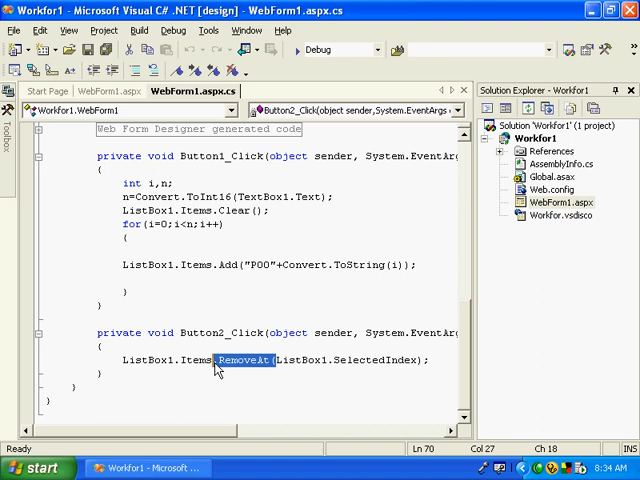 Workfor1 - Microsoft Visual C# .NET [design] - WebForm1.aspx.cs
File Edit View Project Build Debug Tools Window Help
Debug
Start Page WebForm1.aspx WebForm1.aspx.cs
Workfor1.WebForm1 Button2_Click(object sender,System.EventArgs e
Toolbox
Web Form Designer generated code
private void Button1_Click(object sender, System.EventArg
{
int i,n;
n=Convert.ToInt16(TextBox1.Text);
ListBox1.Items.Clear();
for(i=0;i<n;i++)
{
ListBox1.Items.Add("P00"+Convert.ToString(i));
}
}
private void Button2_Click(object sender, System.EventArg
{
ListBox1.Items.RemoveAt(ListBox1.SelectedIndex);
}
}
}
Solution Explorer - Workfor1
Solution 'Workfor1' (1 project)
Workfor1
References
AssemblyInfo.cs
Global.asax
Web.config
WebForm1.aspx
Workfor.vsdisco
Ready Ln 70 Col 27 Ch 18 INS
start Workfor1 - Microsoft ... 8:34 AM